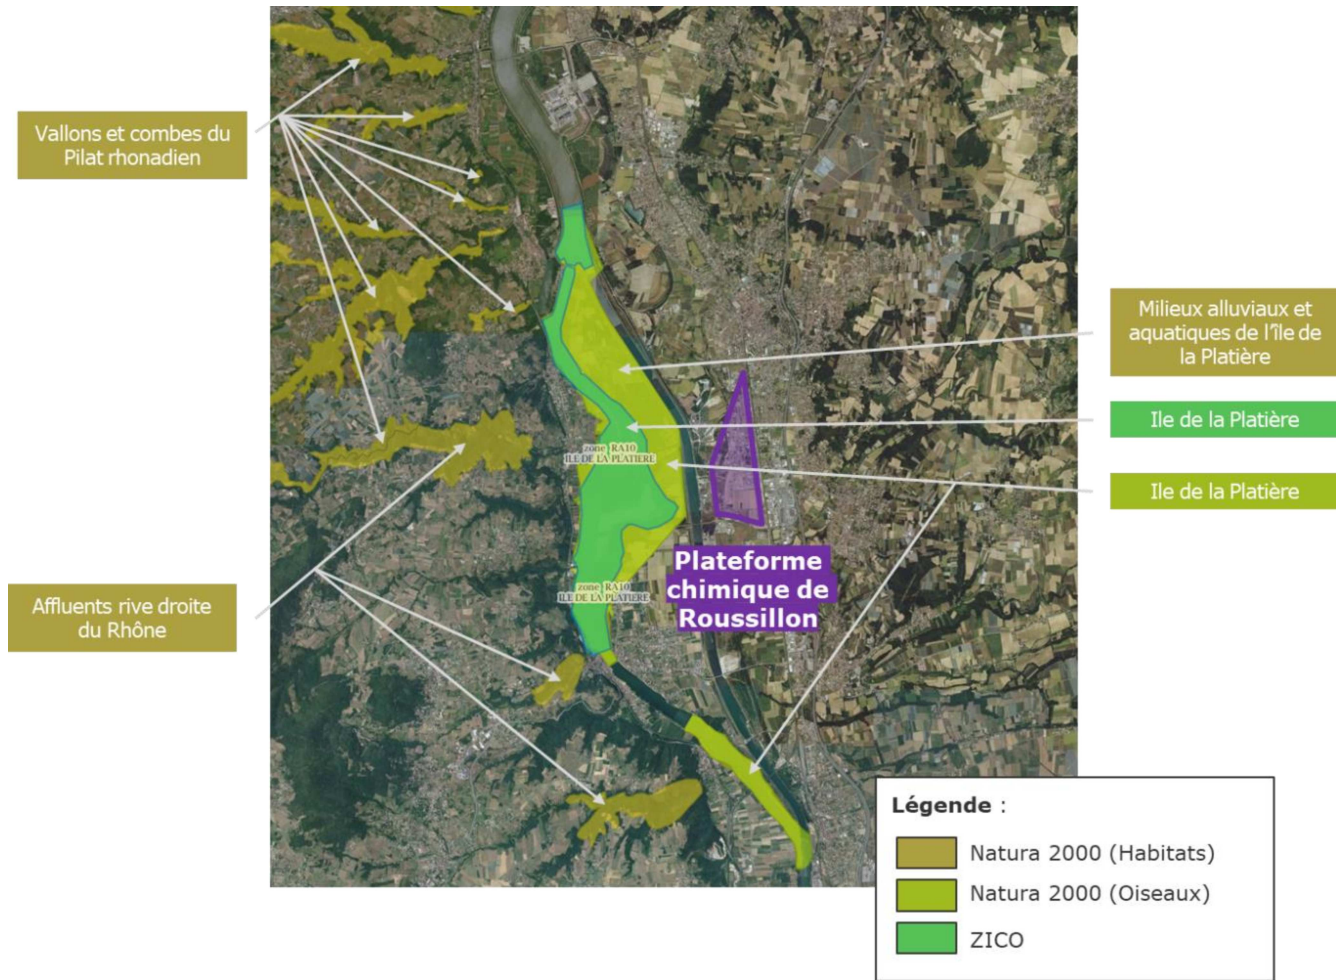 Vallons et combes du
Pilat rhonadien
Milieux alluviaux et
aquatiques de l'île de
la Platière
Ile de la Platière
zone RA10
ILE DE LA PLATIERE
Ile de la Platière
Plateforme
chimique de
Roussillon
zone RA10
ILE DE LA PLATIERE
Affluents rive droite
du Rhône
Légende :
Natura 2000 (Habitats)
Natura 2000 (Oiseaux)
ZICO